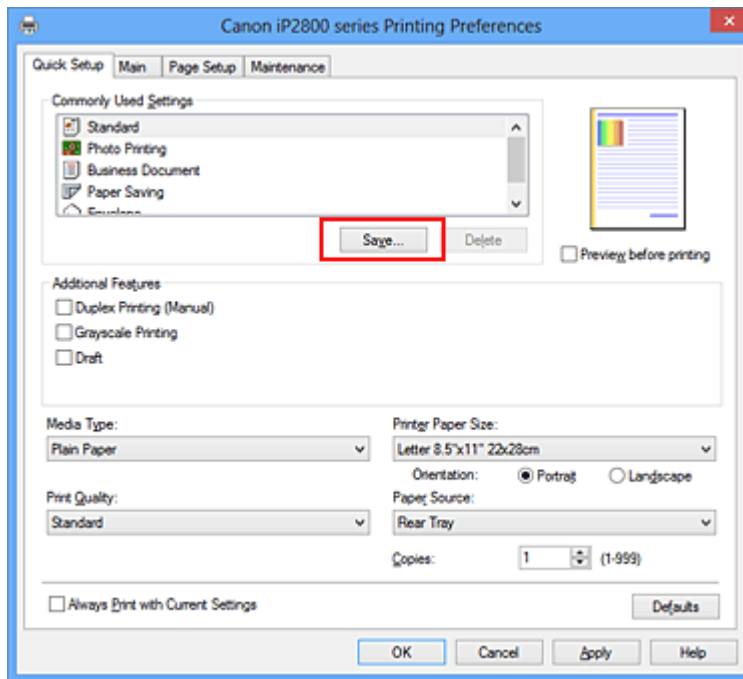 Canon iP2800 series Printing Preferences
Quick Setup Main Page Setup Maintenance
Commonly Used Settings
Standard
Photo Printing
Business Document
Paper Saving
Envelope
Save... Delete
Preview before printing
Additional Features
Duplex Printing (Manual)
Grayscale Printing
Draft
Media Type: Printer Paper Size:
Plain Paper Letter 8.5"x11" 22x28cm
Orientation: Portrait Landscape
Print Quality: Paper Source:
Standard Rear Tray
Copies: 1 (1-999)
Always Print with Current Settings Defaults
OK Cancel Apply Help